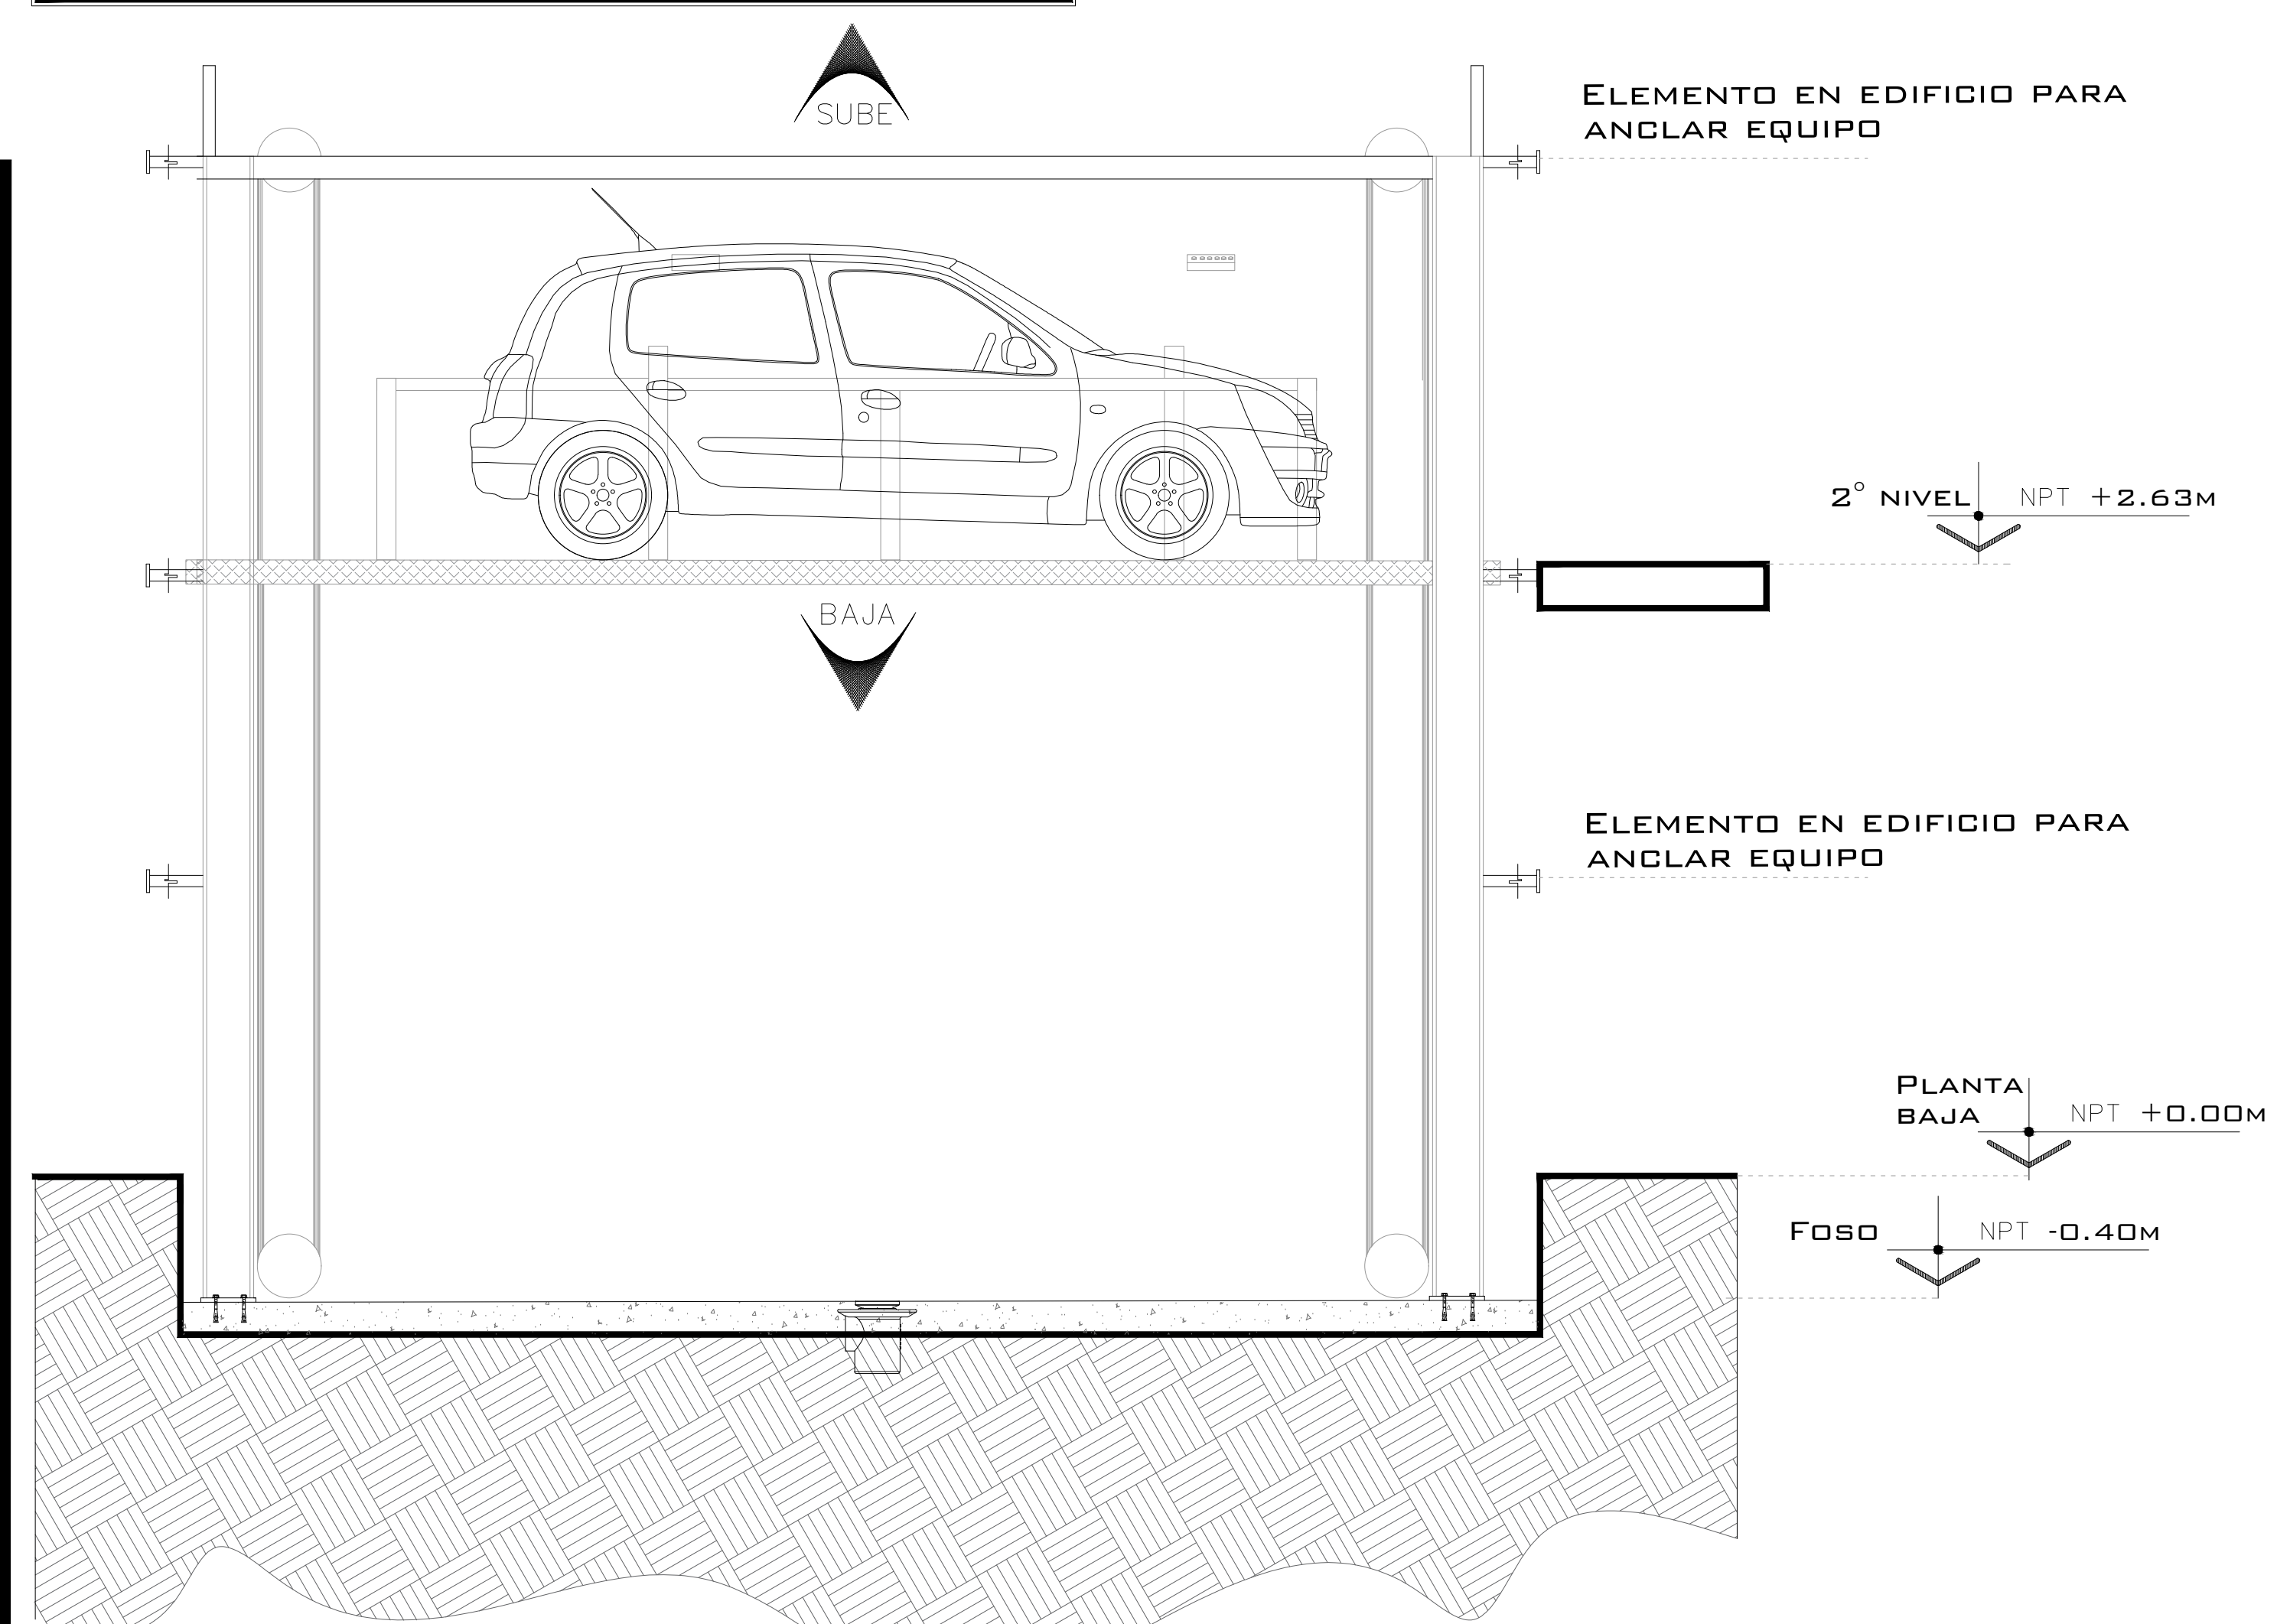 SUBE
ELEMENTO EN EDIFICIO PARA
ANCLAR EQUIPO
2° NIVEL NPT +2.63M
BAJA
ELEMENTO EN EDIFICIO PARA
ANCLAR EQUIPO
PLANTA
BAJA NPT +0.00M
FOSO NPT -0.40M